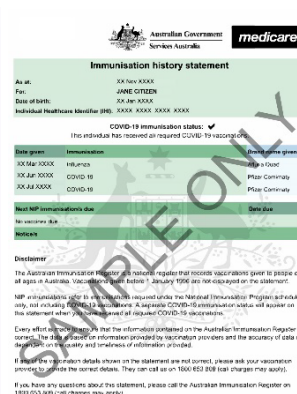 Australian Government
Services Australia
medicare
Immunisation history statement
As at: XX Nov XXXX
For: JANE CITIZEN
Date of birth: XX Jan XXXX
Individual Healthcare Identifier (IHI): XXXX XXXX XXXX XXXX
COVID-19 immunisation status: ✔
This individual has received all required COVID-19 vaccinations.
Date given Immunisation Brand name given
XX Mar XXXX Influenza Afluria Quad
XX Jun XXXX COVID-19 Pfizer Comirnaty
XX Jul XXXX COVID-19 Pfizer Comirnaty
Next NIP immunisation/s due Date due
No vaccines due
Notice/s
SAMPLE ONLY
Disclaimer
The Australian Immunisation Register is a national register that records vaccinations given to people of
all ages in Australia. Vaccinations given before 1 January 1996 are not displayed on the statement.
NIP immunisations refer to immunisations required under the National Immunisation Program schedule
only, not including COVID-19 vaccinations. A separate COVID-19 immunisation status will appear on
this statement when you have received all required COVID-19 vaccinations.
Every effort is made to ensure that the information contained on the Australian Immunisation Register is
correct. The data is based on information provided by vaccination providers and the accuracy of data is
dependent on the quality and timeliness of information provided.
If any of the vaccination details shown on the statement are not correct, please ask your vaccination
provider to provide the correct details. They can call us on 1800 653 809 (call charges may apply).
If you have any questions about this statement, please call the Australian Immunisation Register on
1800 653 809 (call charges may apply).